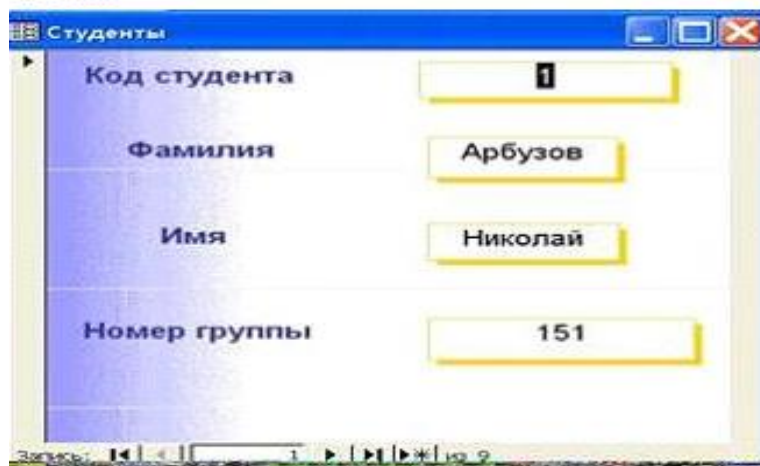 Студенты
Код студента 1
Фамилия Арбузов
Имя Николай
Номер группы 151
Запись: 1 из 9